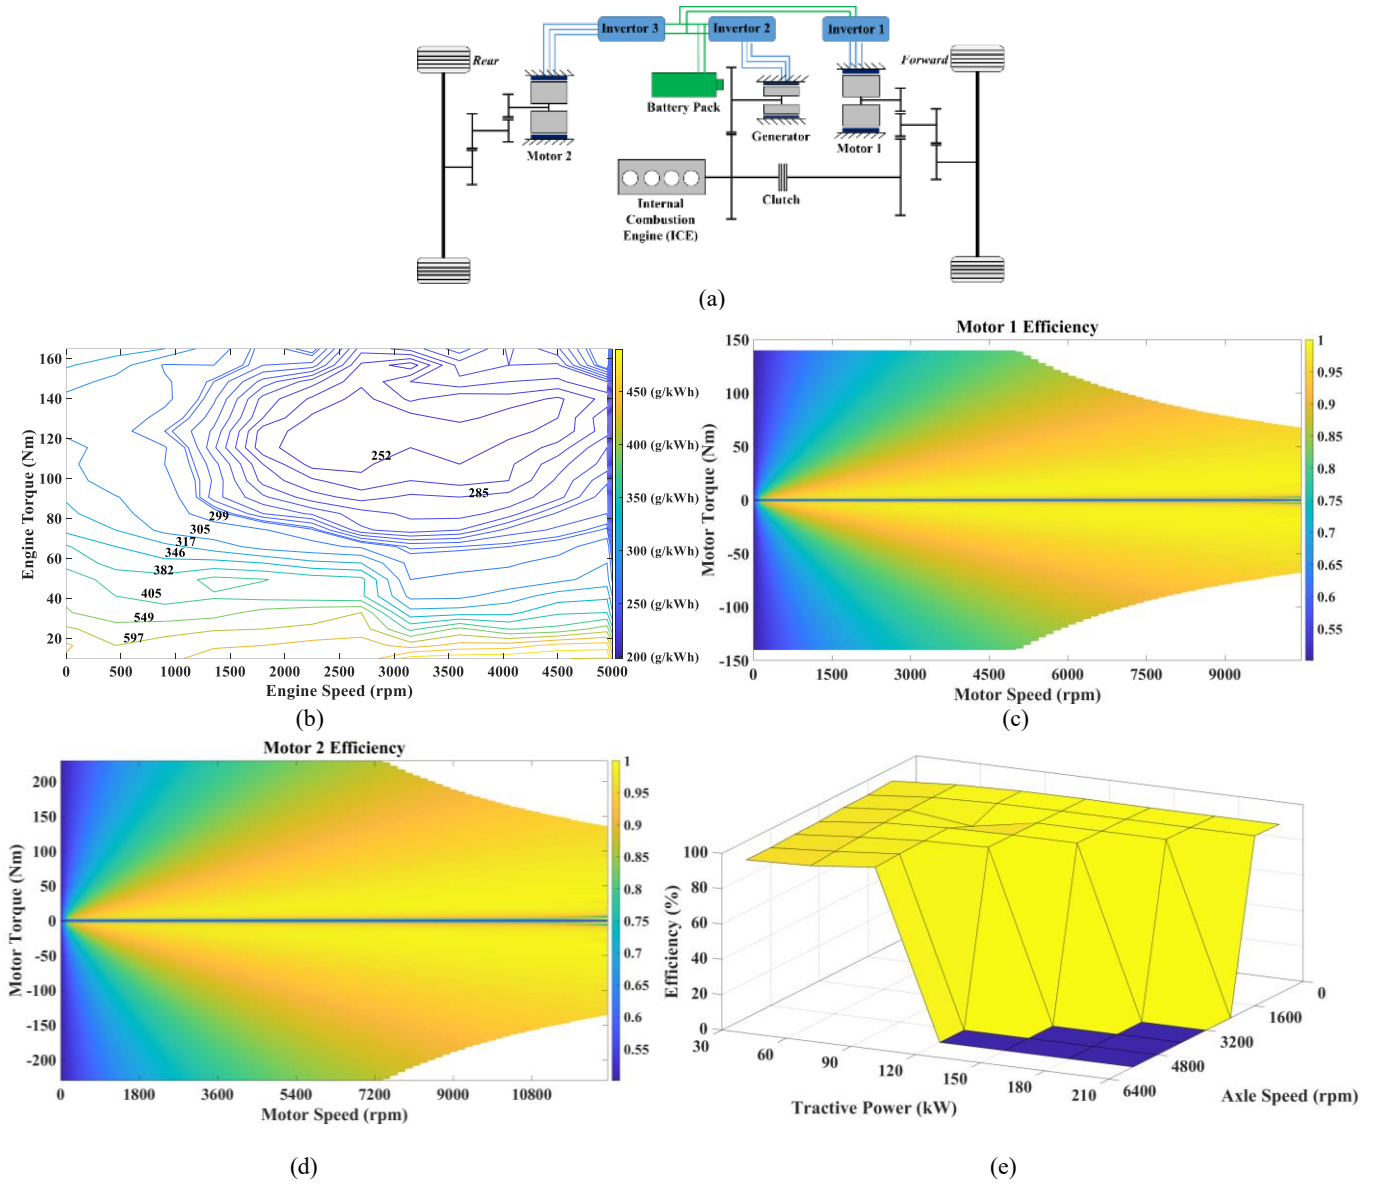 Invertor 3
Invertor 2
Invertor 1
Rear
Forward
Battery Pack
Generator
Motor 2
Motor 1
Clutch
Internal
Combustion
Engine (ICE)
(a)
160
140
120
100
80
60
40
20
Engine Torque (Nm)
252
285
299
305
317
346
382
405
549
597
0 500 1000 1500 2000 2500 3000 3500 4000 4500 5000
Engine Speed (rpm)
450 (g/kWh)
400 (g/kWh)
350 (g/kWh)
300 (g/kWh)
250 (g/kWh)
200 (g/kWh)
(b)
Motor 1 Efficiency
150
100
50
0
-50
-100
-150
Motor Torque (Nm)
0 1500 3000 4500 6000 7500 9000
Motor Speed (rpm)
1
0.95
0.9
0.85
0.8
0.75
0.7
0.65
0.6
0.55
(c)
Motor 2 Efficiency
200
150
100
50
0
-50
-100
-150
-200
Motor Torque (Nm)
0 1800 3600 5400 7200 9000 10800
Motor Speed (rpm)
1
0.95
0.9
0.85
0.8
0.75
0.7
0.65
0.6
0.55
(d)
100
80
60
40
20
0
Efficiency (%)
30 60 90 120 150 180 210
Tractive Power (kW)
6400 4800 3200 1600 0
Axle Speed (rpm)
(e)